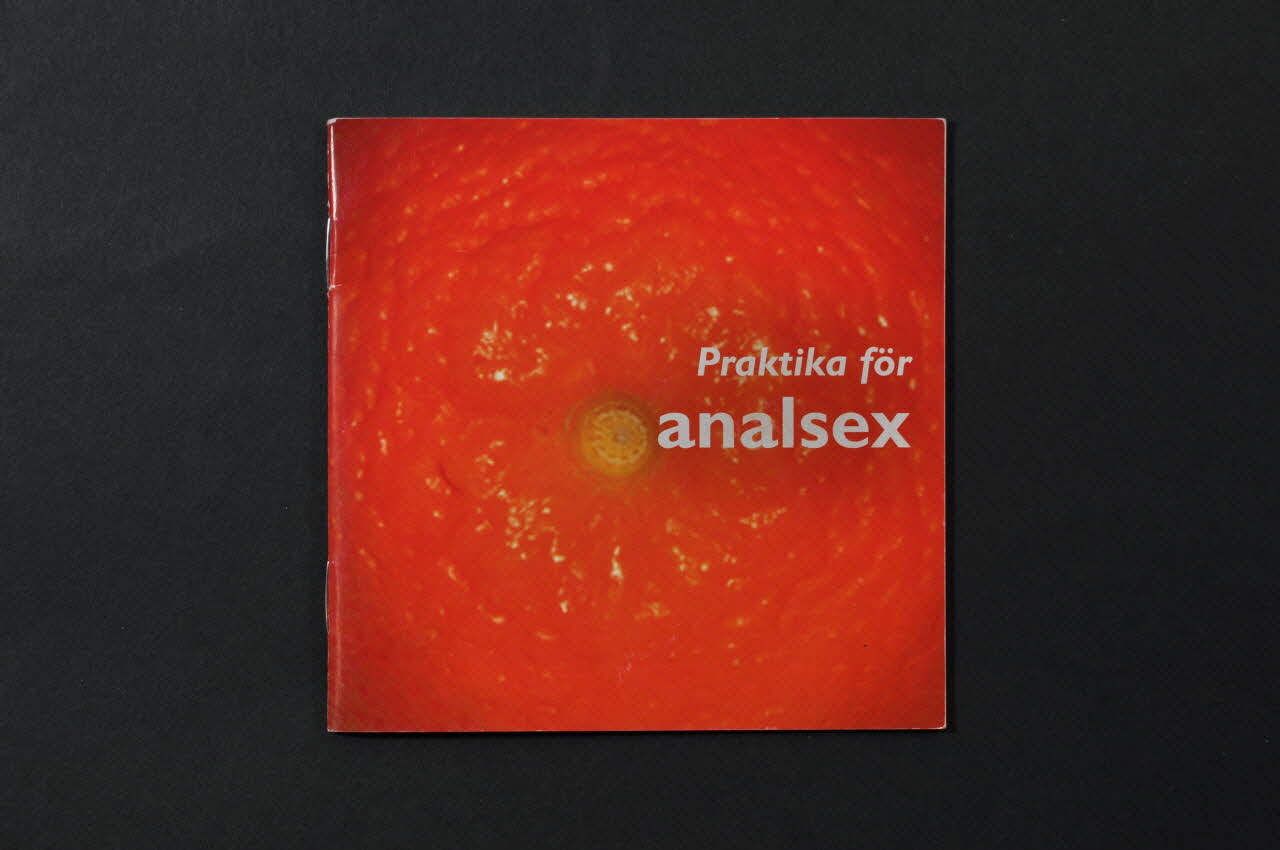 Praktika för
analsex